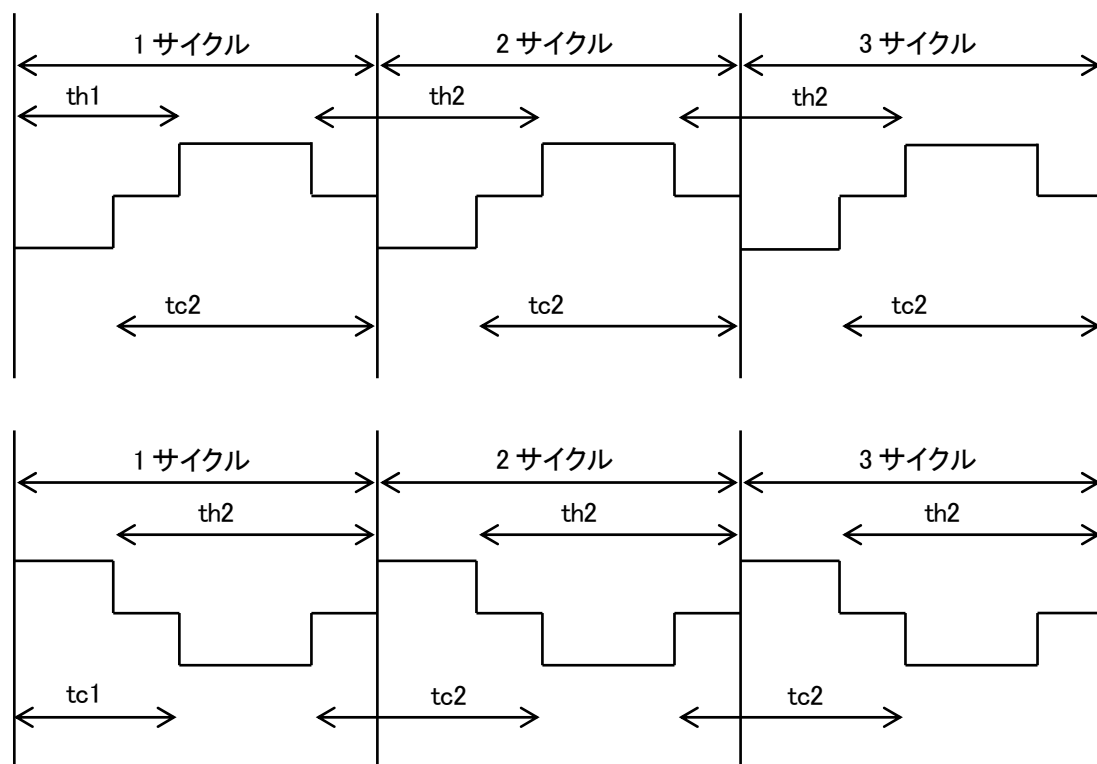 1 サイクル 2 サイクル 3 サイクル
th1 th2 th2
tc2 tc2 tc2
1 サイクル 2 サイクル 3 サイクル
th2 th2 th2
tc1 tc2 tc2